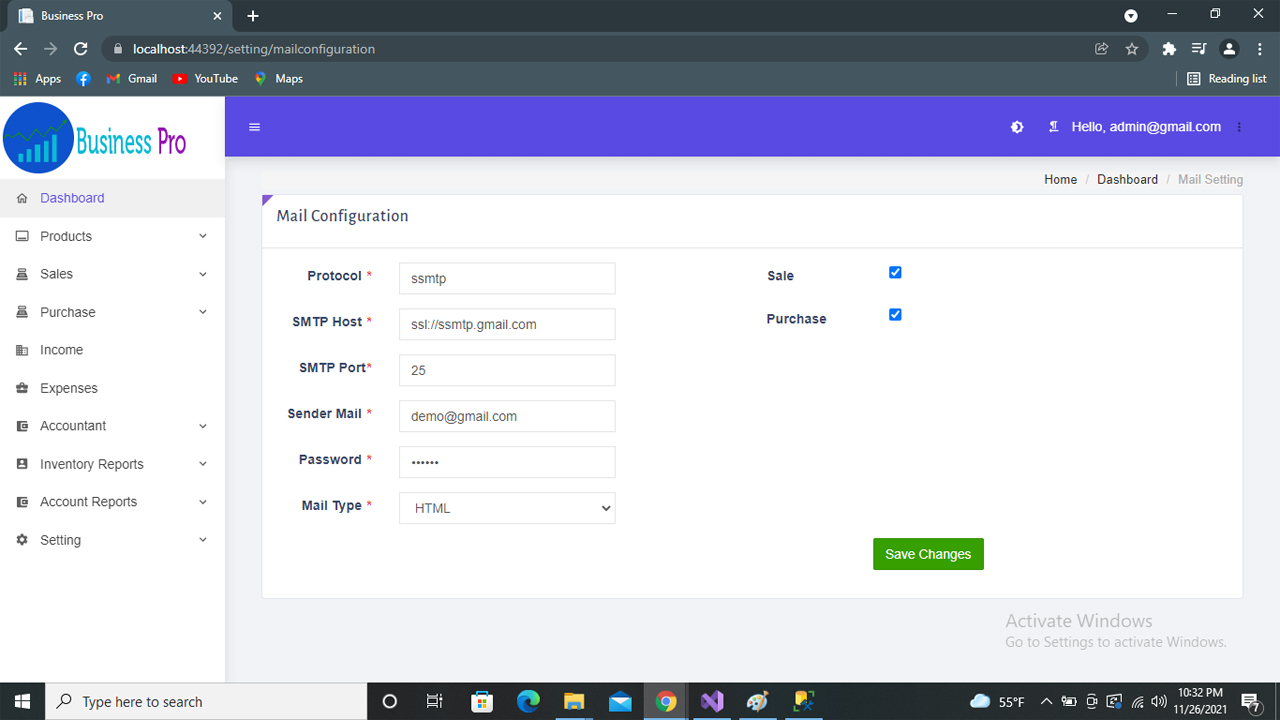 Business Pro
localhost:44392/setting/mailconfiguration
Apps Gmail YouTube Maps Reading list
Business Pro
Hello, admin@gmail.com
Home / Dashboard / Mail Setting
Dashboard
Products
Sales
Purchase
Income
Expenses
Accountant
Inventory Reports
Account Reports
Setting
Mail Configuration
Protocol * ssmtp
SMTP Host * ssl://ssmtp.gmail.com
SMTP Port* 25
Sender Mail * demo@gmail.com
Password * ••••••
Mail Type * HTML
Sale
Purchase
Save Changes
Activate Windows
Go to Settings to activate Windows.
Type here to search
55°F
10:32 PM
11/26/2021
7